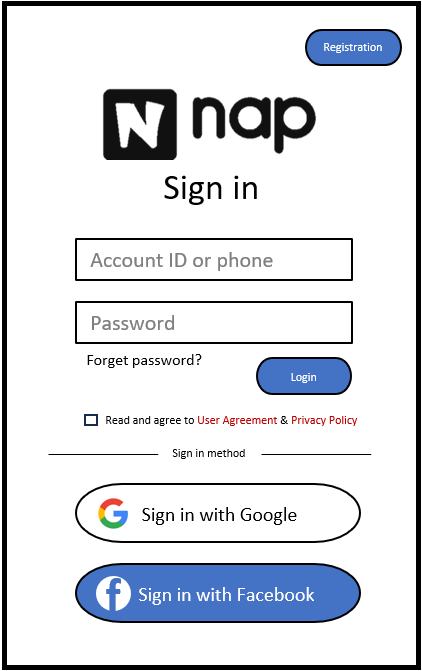 Registration
N nap
Sign in
Account ID or phone
Password
Forget password?
Login
Read and agree to User Agreement & Privacy Policy
Sign in method
Sign in with Google
Sign in with Facebook